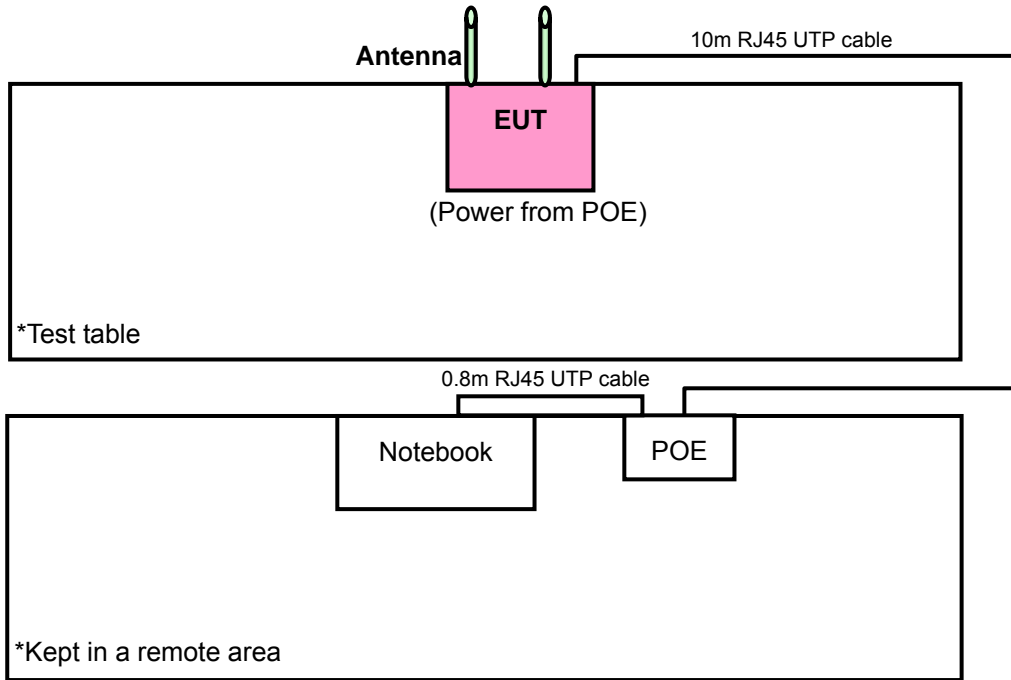 10m RJ45 UTP cable
Antenna
EUT
(Power from POE)
*Test table
0.8m RJ45 UTP cable
Notebook
POE
*Kept in a remote area